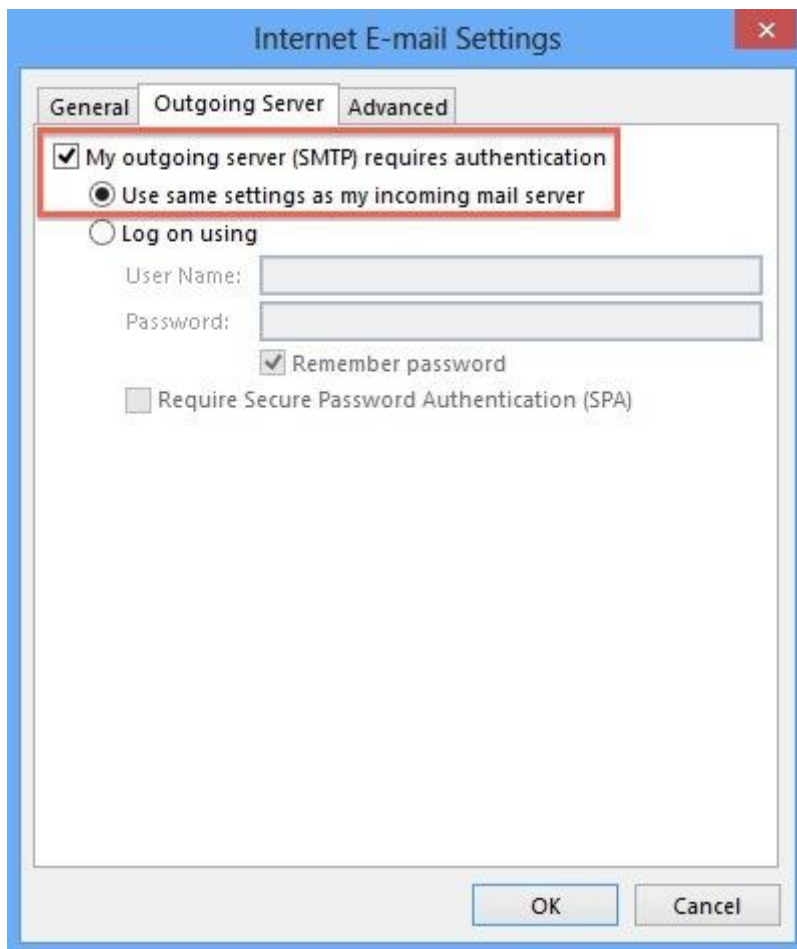 Internet E-mail Settings
General Outgoing Server Advanced
My outgoing server (SMTP) requires authentication
Use same settings as my incoming mail server
Log on using
User Name:
Password:
Remember password
Require Secure Password Authentication (SPA)
OK Cancel